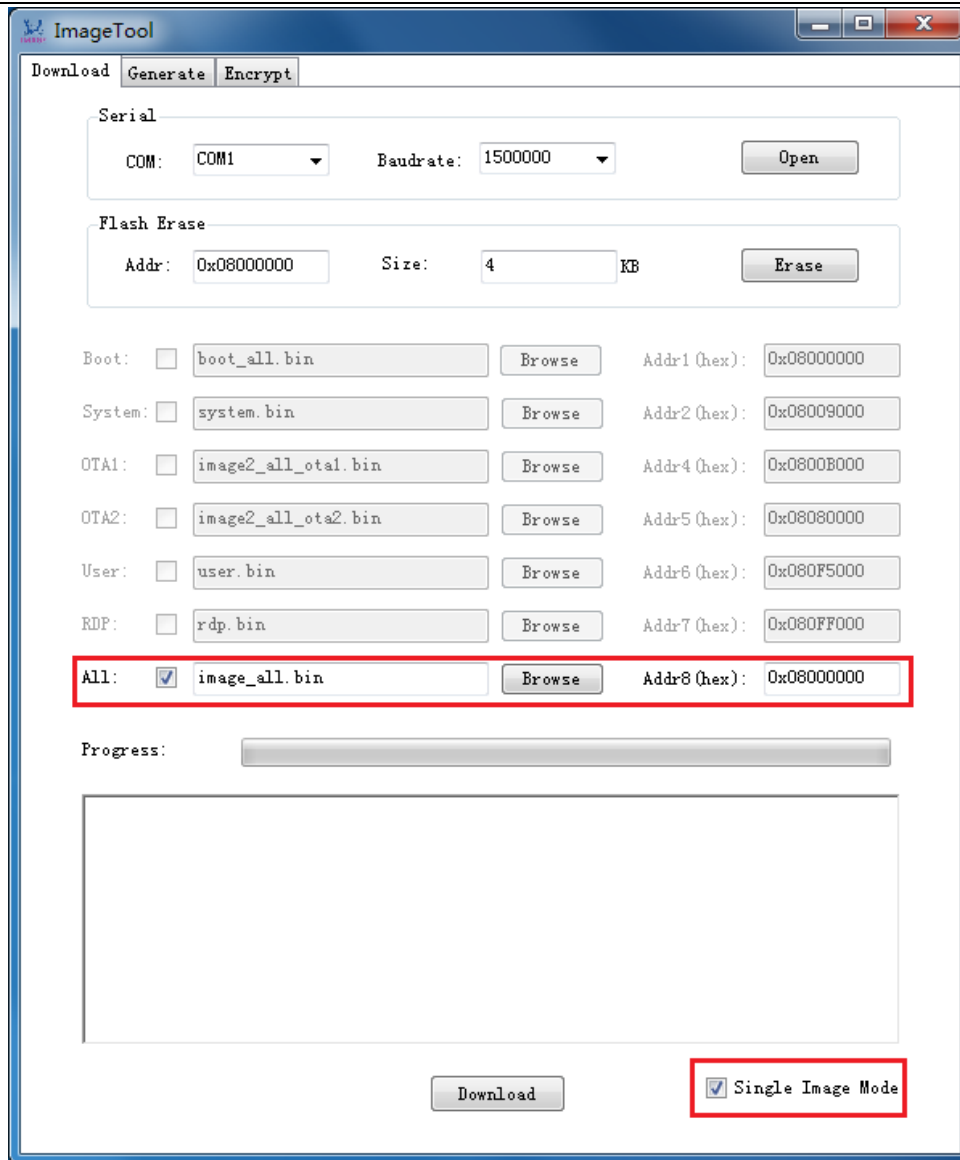 ImageTool
Download Generate Encrypt
Serial
COM: COM1 Baudrate: 1500000 Open
Flash Erase
Addr: 0x08000000 Size: 4 KB Erase
Boot: boot_all.bin Browse Addr1(hex): 0x08000000
System: system.bin Browse Addr2(hex): 0x08009000
OTA1: image2_all_ota1.bin Browse Addr4(hex): 0x0800B000
OTA2: image2_all_ota2.bin Browse Addr5(hex): 0x08080000
User: user.bin Browse Addr6(hex): 0x080F5000
RDP: rdp.bin Browse Addr7(hex): 0x080FF000
All: image_all.bin Browse Addr8(hex): 0x08000000
Progress:
Download Single Image Mode